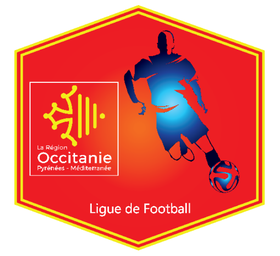 La Région
Occitanie
Pyrénées - Méditerranée
Ligue de Football